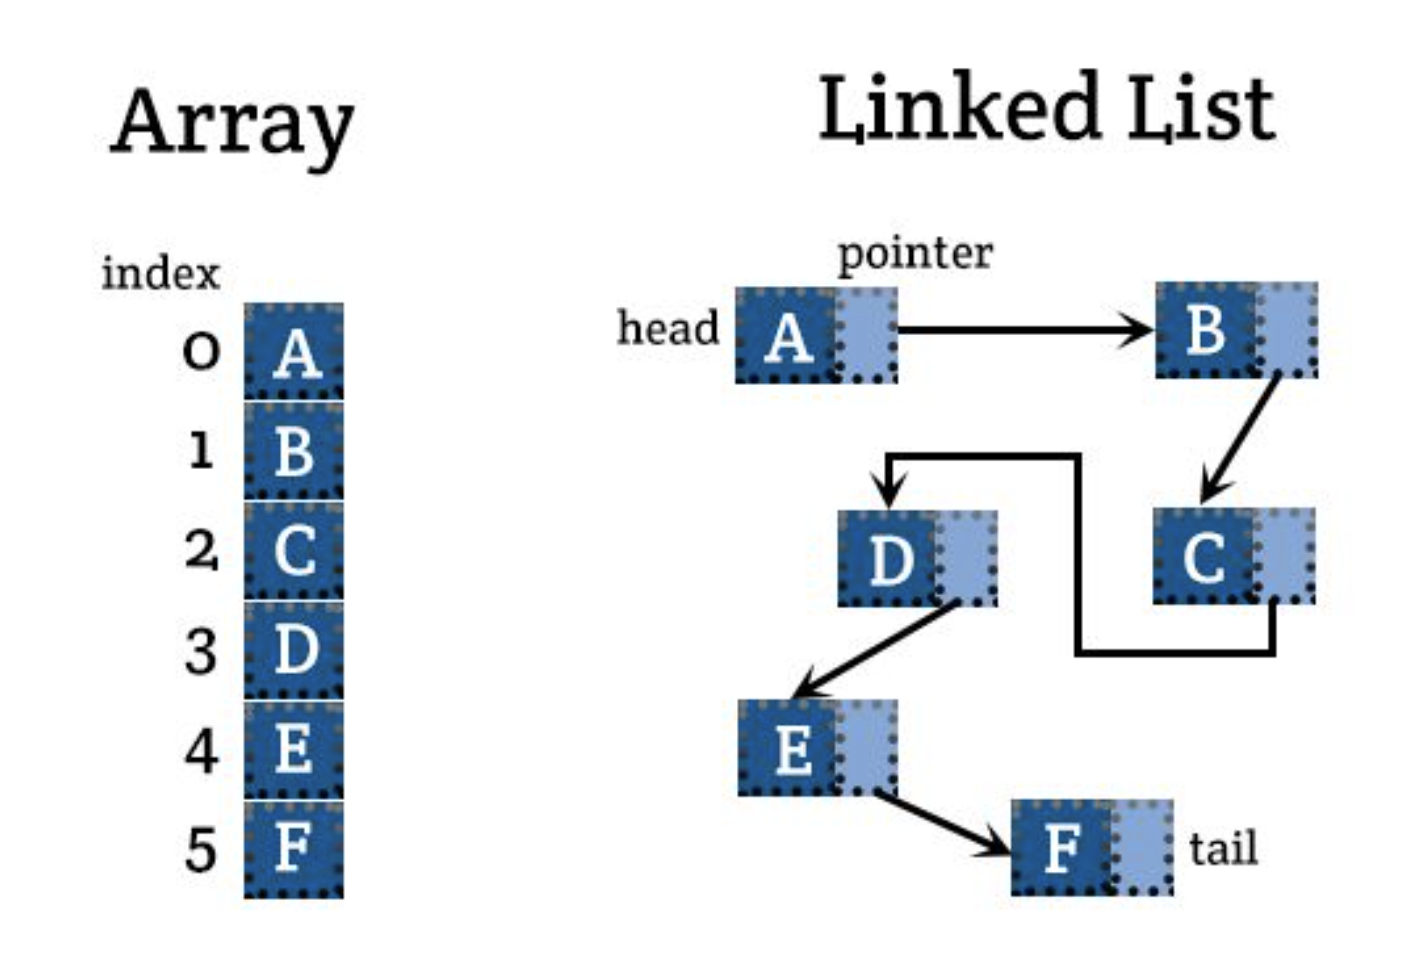 Array
index
0 A
1 B
2 C
3 D
4 E
5 F
Linked List
pointer
head A B
D C
E
F tail